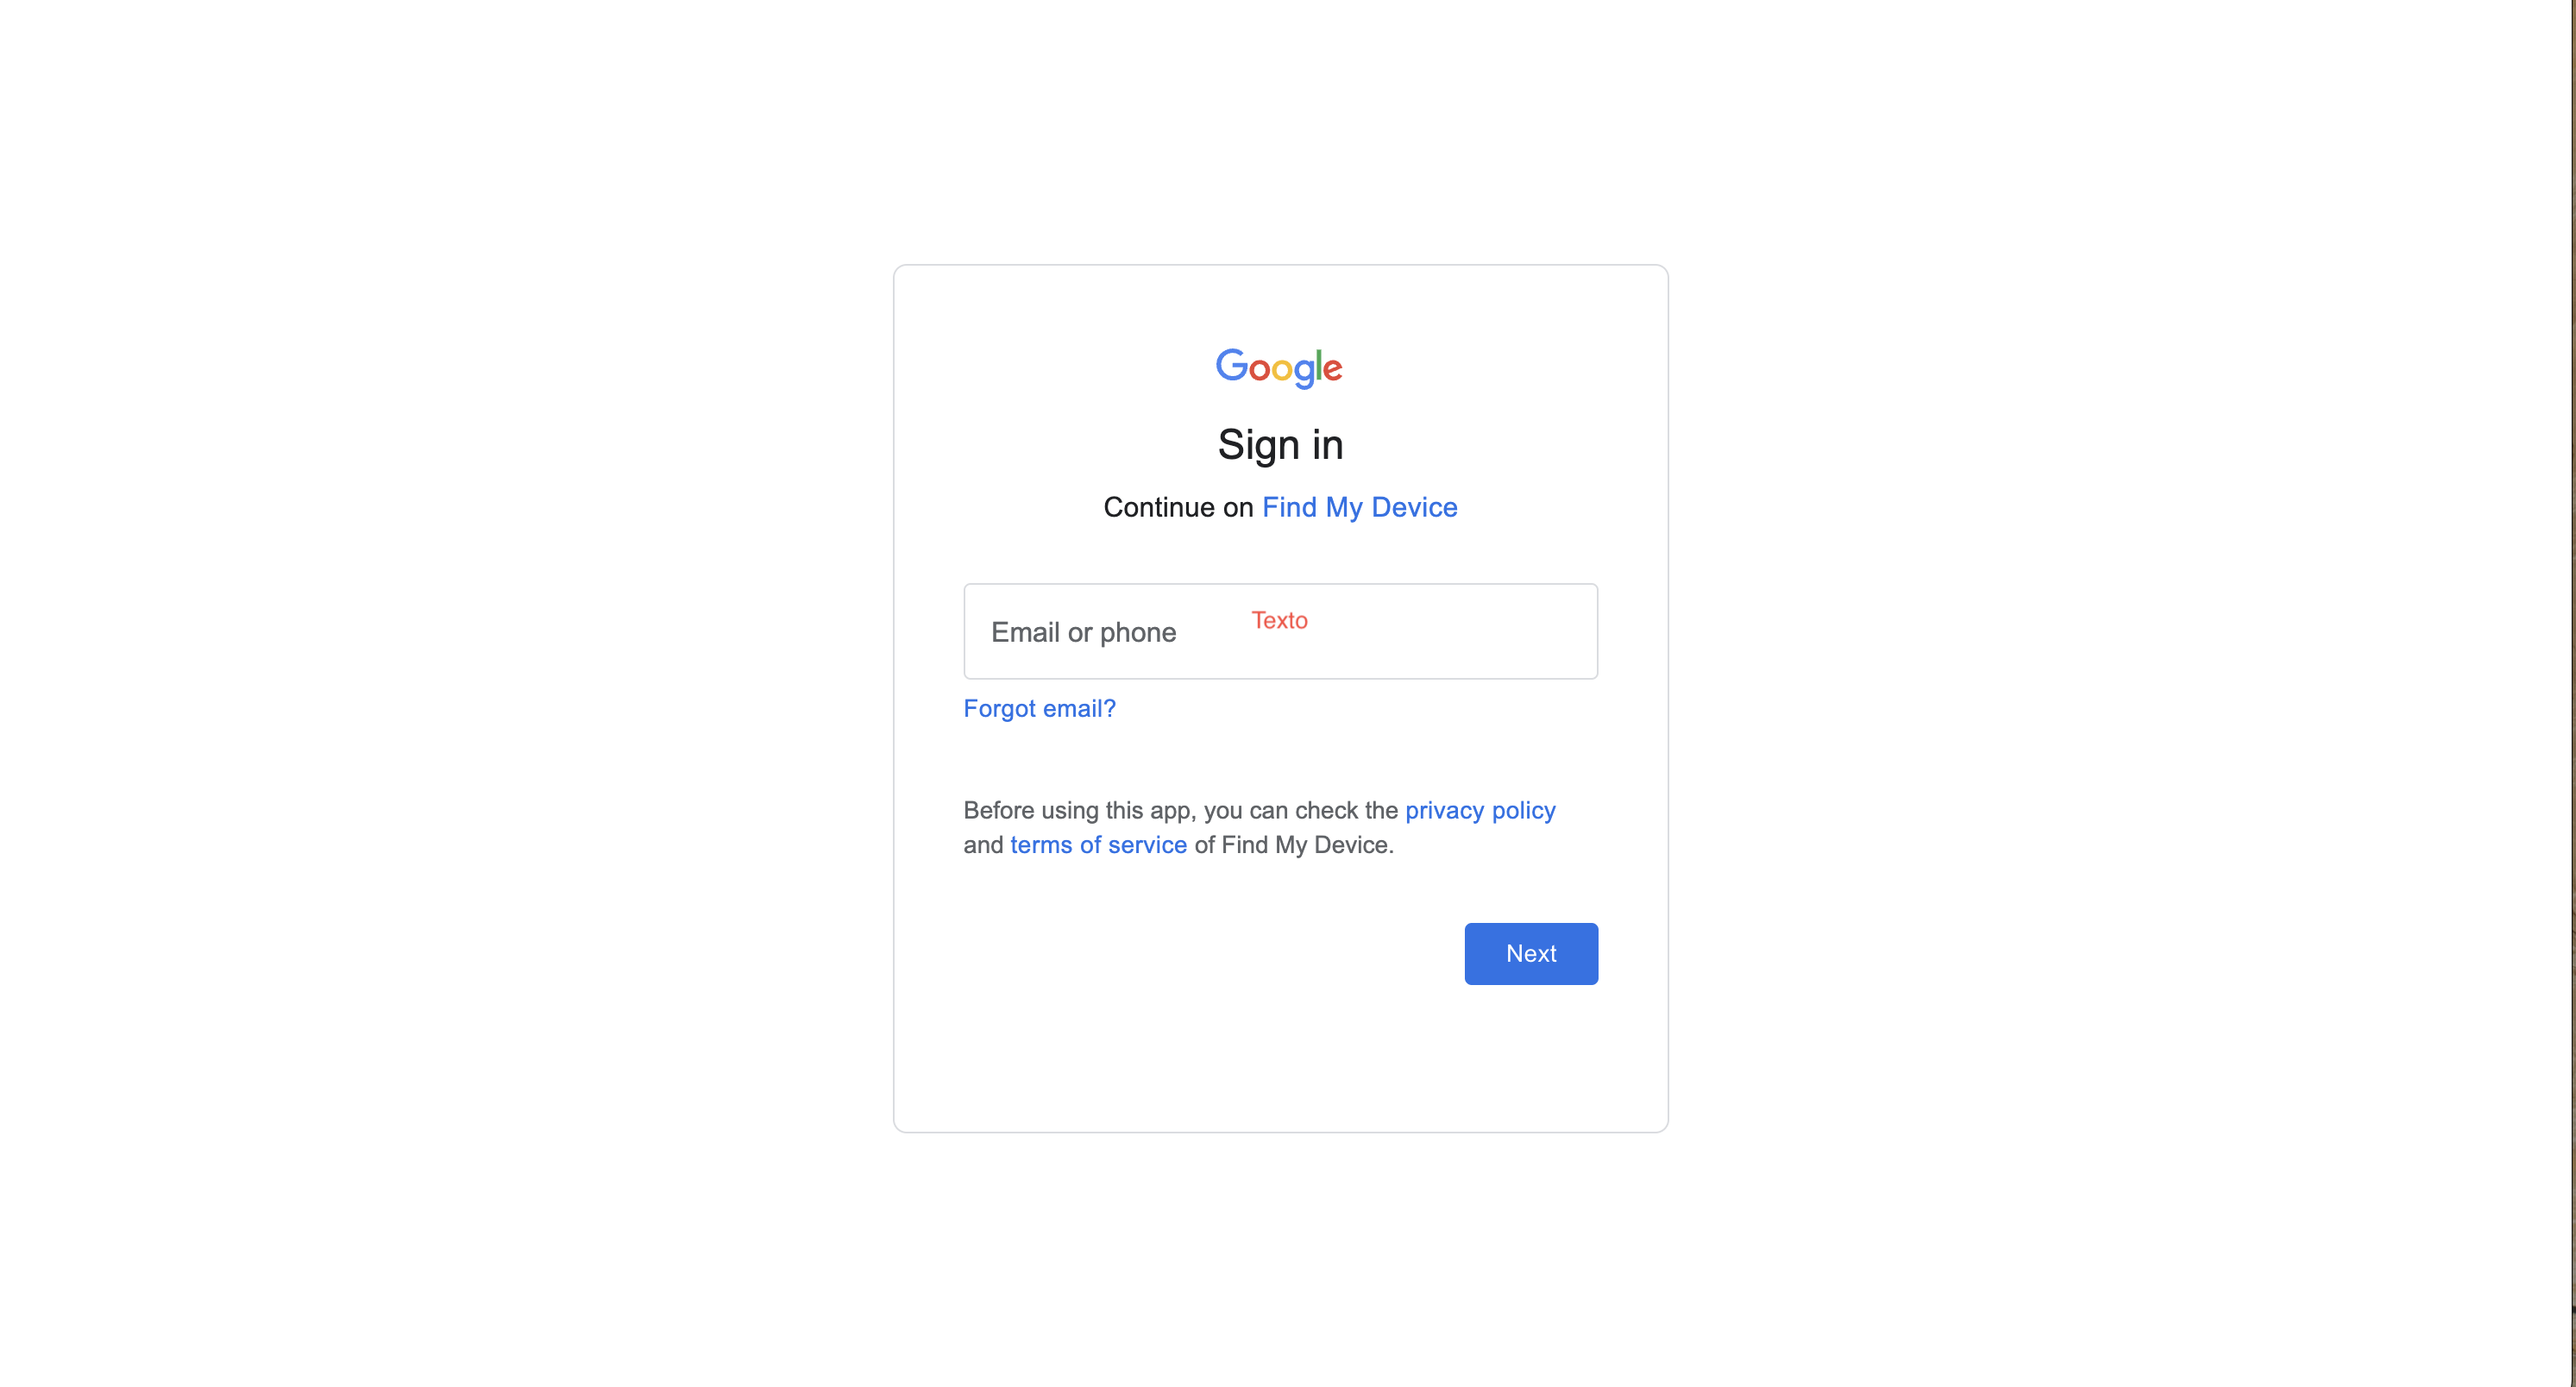 Google
Sign in
Continue on Find My Device
Email or phone
Texto
Forgot email?
Before using this app, you can check the privacy policy
and terms of service of Find My Device.
Next